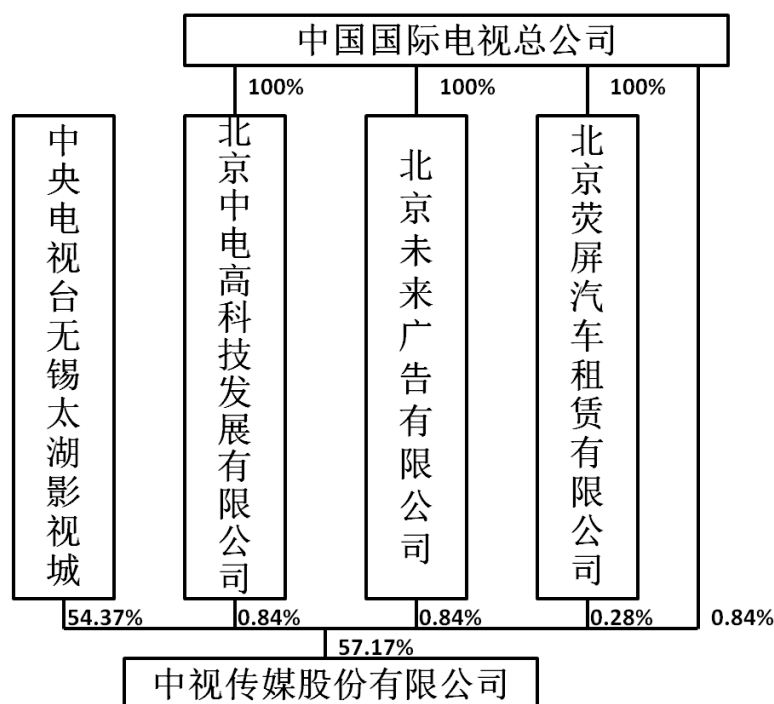 中国国际电视总公司
100%
100%
100%
中央电视台无锡太湖影视城
北京中电高科技发展有限公司
北京未来广告有限公司
北京荧屏汽车租赁有限公司
54.37%
0.84%
0.84%
0.28%
0.84%
57.17%
中视传媒股份有限公司